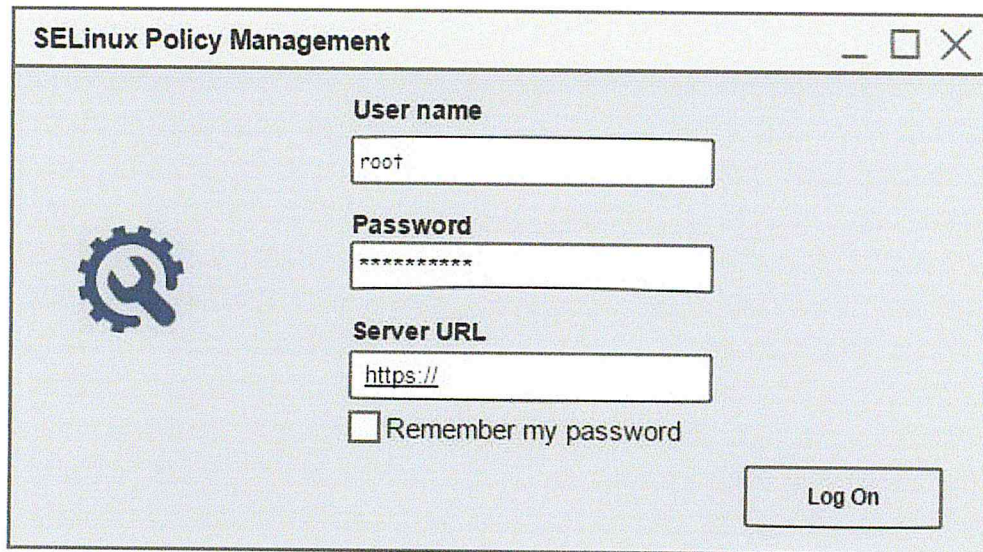 SELinux Policy Management
User name
root
Password
**********
Server URL
https://
Remember my password
Log On